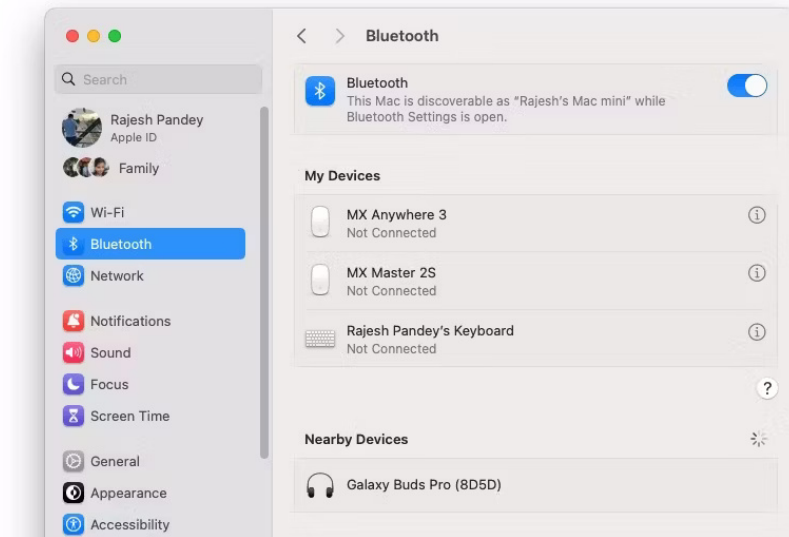 Bluetooth
Search
Bluetooth
This Mac is discoverable as “Rajesh's Mac mini” while
Bluetooth Settings is open.
Rajesh Pandey
Apple ID
Family
Wi-Fi
Bluetooth
Network
Notifications
Sound
Focus
Screen Time
General
Appearance
Accessibility
My Devices
MX Anywhere 3
Not Connected
MX Master 2S
Not Connected
Rajesh Pandey's Keyboard
Not Connected
?
Nearby Devices
Galaxy Buds Pro (8D5D)